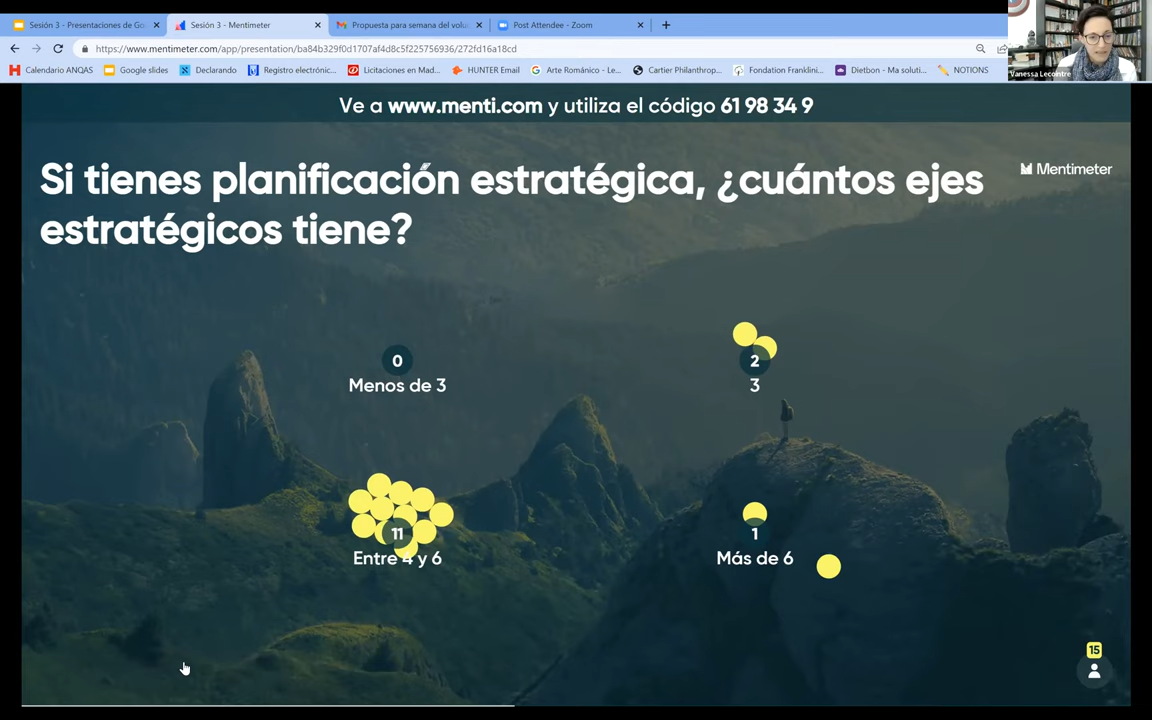 Sesión 3 - Presentaciones de Go
Sesión 3 - Mentimeter
Propuesta para semana del volu
Post Attendee - Zoom
https://www.mentimeter.com/app/presentation/ba84b329f0d1707af4d8c5f225756936/272fd16a18cd
Calendario ANQAS
Google slides
Declarando
Registro electrónic...
Licitaciones en Mad...
HUNTER Email
Arte Románico - Le...
Cartier Philanthrop...
Fondation Franklini...
Dietbon - Ma soluti...
NOTIONS
Vanessa Lecointre
Ve a www.menti.com y utiliza el código 61 98 34 9
Si tienes planificación estratégica, ¿cuántos ejes
estratégicos tiene?
Mentimeter
0
Menos de 3
2
3
11
Entre 4 y 6
1
Más de 6
15